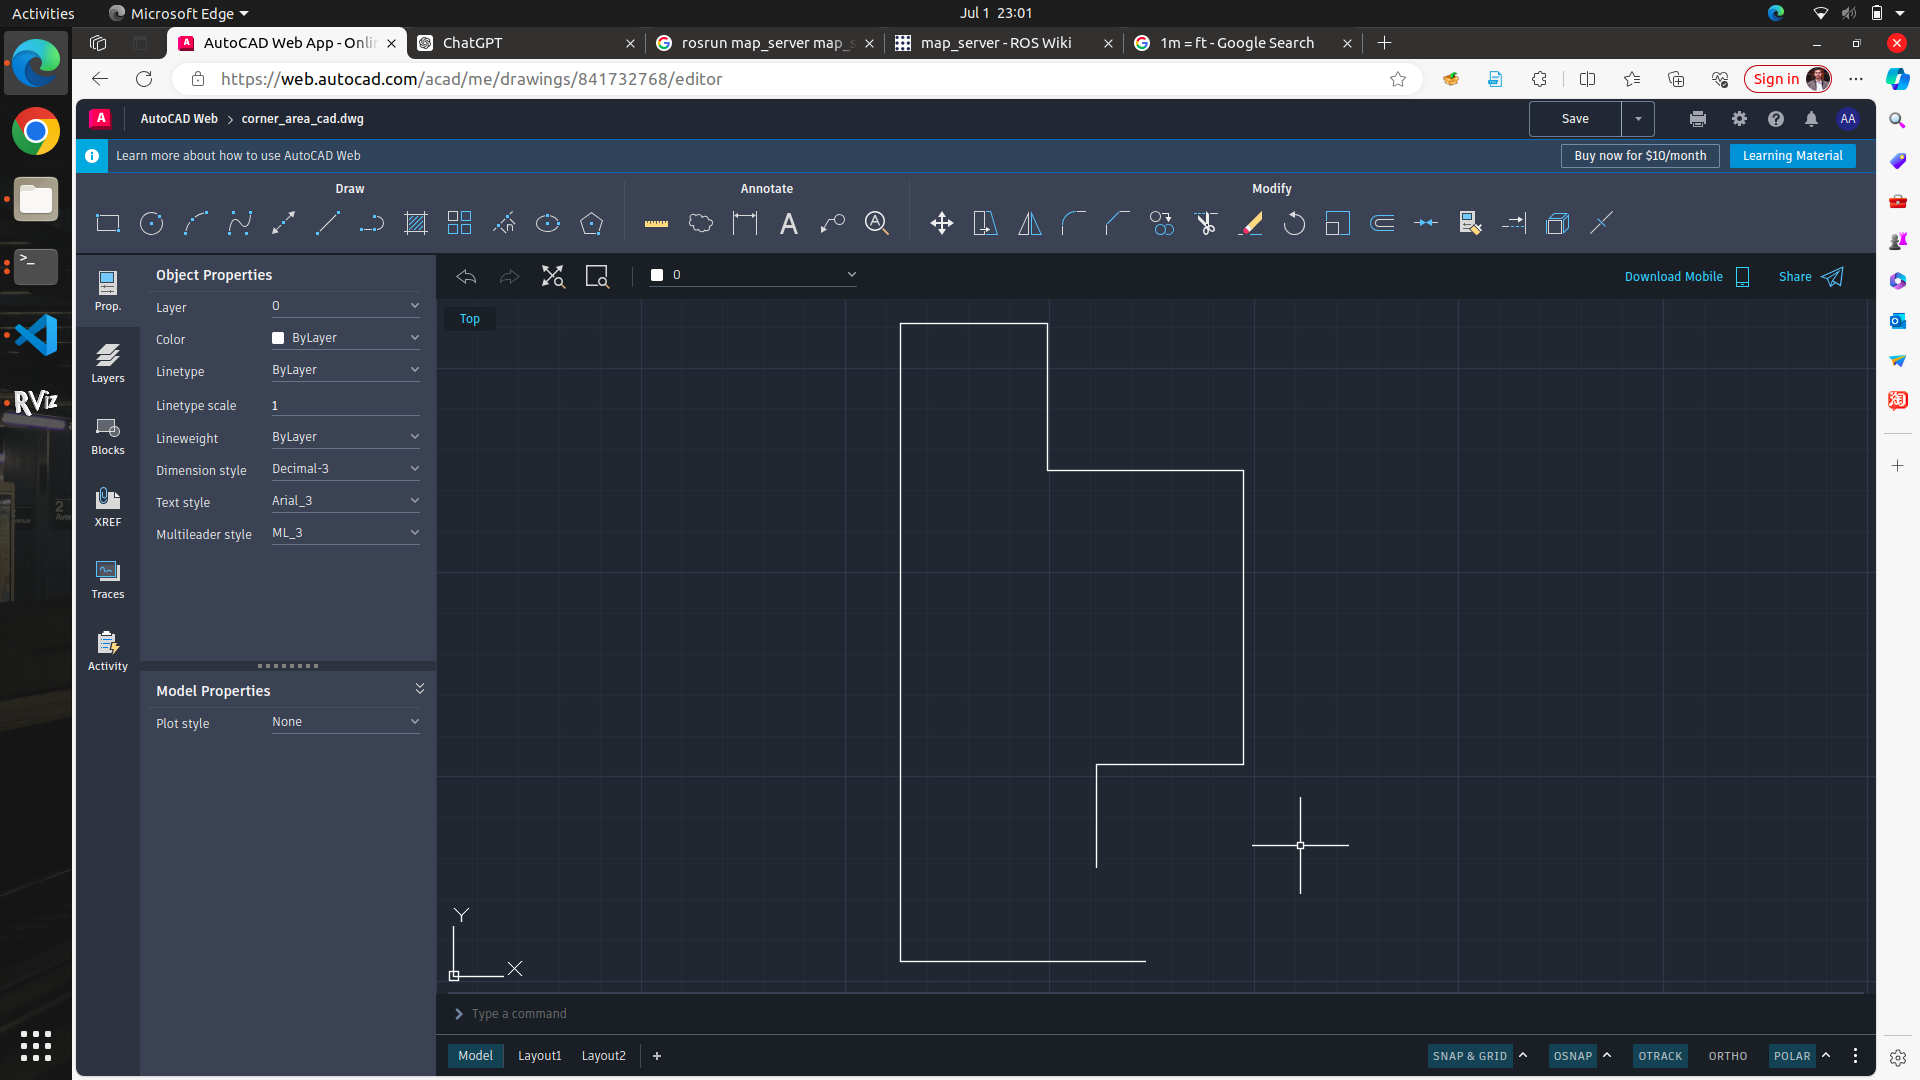 Activities
Microsoft Edge
Jul 1 23:01
AutoCAD Web App - Onlin
ChatGPT
rosrun map_server map_s
map_server - ROS Wiki
1m = ft - Google Search
https://web.autocad.com/acad/me/drawings/841732768/editor
Sign in
A
AutoCAD Web > corner_area_cad.dwg
Save
AA
Learn more about how to use AutoCAD Web
Buy now for $10/month
Learning Material
Draw
Annotate
Modify
Prop.
Layers
Blocks
XREF
Traces
Activity
RViz
Object Properties
Layer 0
Color ByLayer
Linetype ByLayer
Linetype scale 1
Lineweight ByLayer
Dimension style Decimal-3
Text style Arial_3
Multileader style ML_3
Model Properties
Plot style None
0
Download Mobile
Share
Top
Y
X
Type a command
Model
Layout1
Layout2
+
SNAP & GRID
OSNAP
OTRACK
ORTHO
POLAR